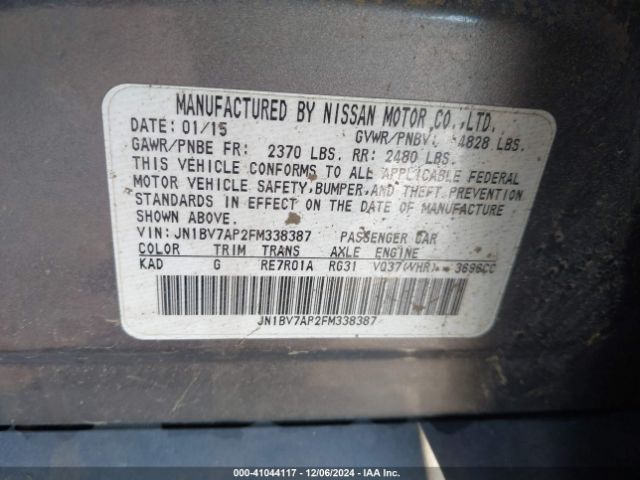 MANUFACTURED BY NISSAN MOTOR CO.,LTD.
DATE: 01/15 GVWR/PNBV: 4828 LBS.
GAWR/PNBE FR: 2370 LBS. RR: 2480 LBS.
THIS VEHICLE CONFORMS TO ALL APPLICABLE FEDERAL
MOTOR VEHICLE SAFETY,BUMPER,AND THEFT PREVENTION
STANDARDS IN EFFECT ON THE DATE OF MANUFACTURE
SHOWN ABOVE.
VIN: JN1BV7AP2FM338387 PASSENGER CAR
COLOR TRIM TRANS AXLE ENGINE
KAD G RE7R01A RG31 VQ37(VHR) 3696CC
JN1BV7AP2FM338387
000-41044117 • 12/06/2024 • IAA Inc.